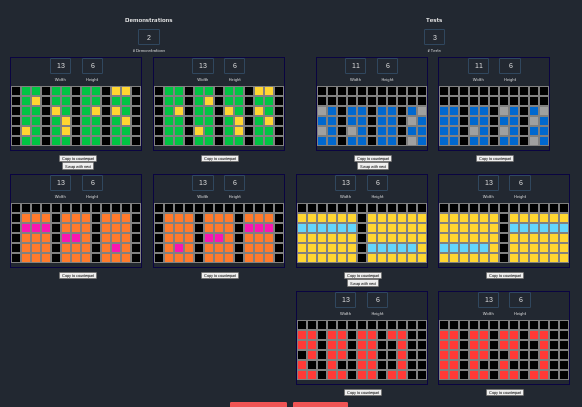 Demonstrations
Tests
2
3
# Demonstrations
# Tests
13 6 13 6 11 6 11 6
Width Height Width Height Width Height Width Height
Copy to counterpart Copy to counterpart Copy to counterpart Copy to counterpart
Swap with next Swap with next
13 6 13 6 13 6 13 6
Width Height Width Height Width Height Width Height
Copy to counterpart Copy to counterpart Copy to counterpart Copy to counterpart
Swap with next
13 6 13 6
Width Height Width Height
Copy to counterpart Copy to counterpart